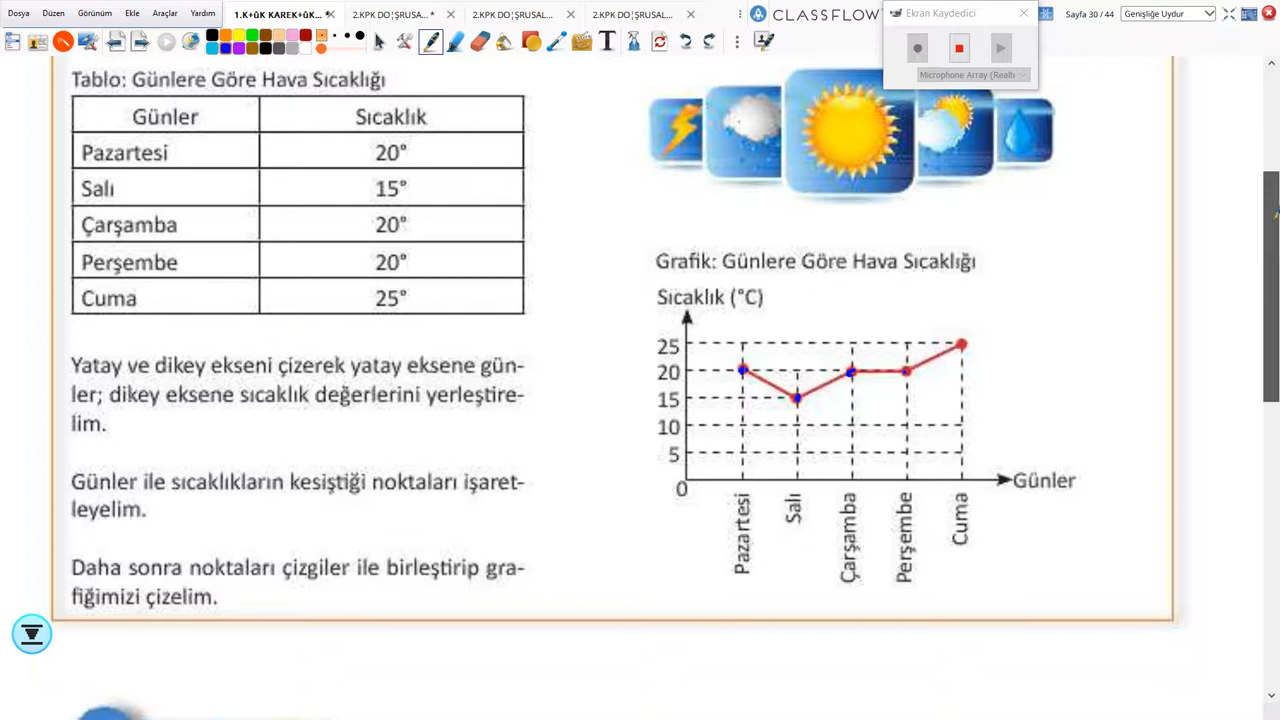 Dosya Düzen Görünüm Ekle Araçlar Yardım
1.K+ûK KAREK+ûK...*
2.KPK DO¦ŞRUSA... *
2.KPK DO¦ŞRUSAL...
2.KPK DO¦ŞRUSAL...
CLASSFLOW
Ekran Kaydedici
Microphone Array (Realt
Sayfa 30 / 44
Genişliğe Uydur
Tablo: Günlere Göre Hava Sıcaklığı
Günler Sıcaklık
Pazartesi 20°
Salı 15°
Çarşamba 20°
Perşembe 20°
Cuma 25°
Yatay ve dikey ekseni çizerek yatay eksene gün-
ler; dikey eksene sıcaklık değerlerini yerleştire-
lim.
Günler ile sıcaklıkların kesiştiği noktaları işaret-
leyelim.
Daha sonra noktaları çizgiler ile birleştirip gra-
fiğimizi çizelim.
Grafik: Günlere Göre Hava Sıcaklığı
Sıcaklık (°C)
25
20
15
10
5
0
Günler
Pazartesi
Salı
Çarşamba
Perşembe
Cuma